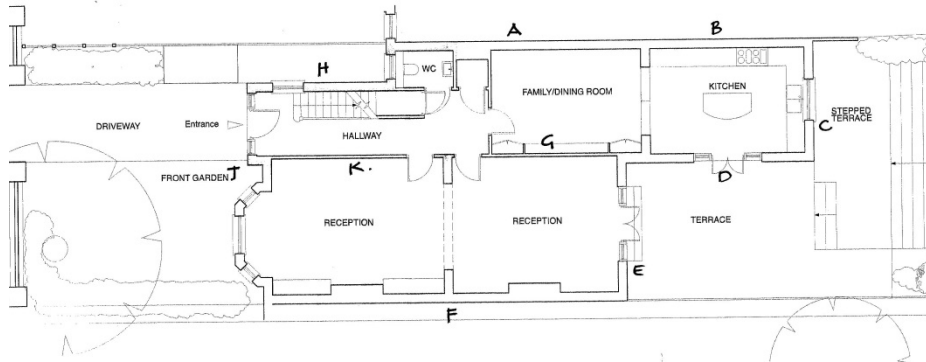 A
B
H
WC
FAMILY/DINING ROOM
KITCHEN
DRIVEWAY
Entrance
HALLWAY
G
C
STEPPED
TERRACE
J
FRONT GARDEN
K.
D
RECEPTION
RECEPTION
TERRACE
E
F